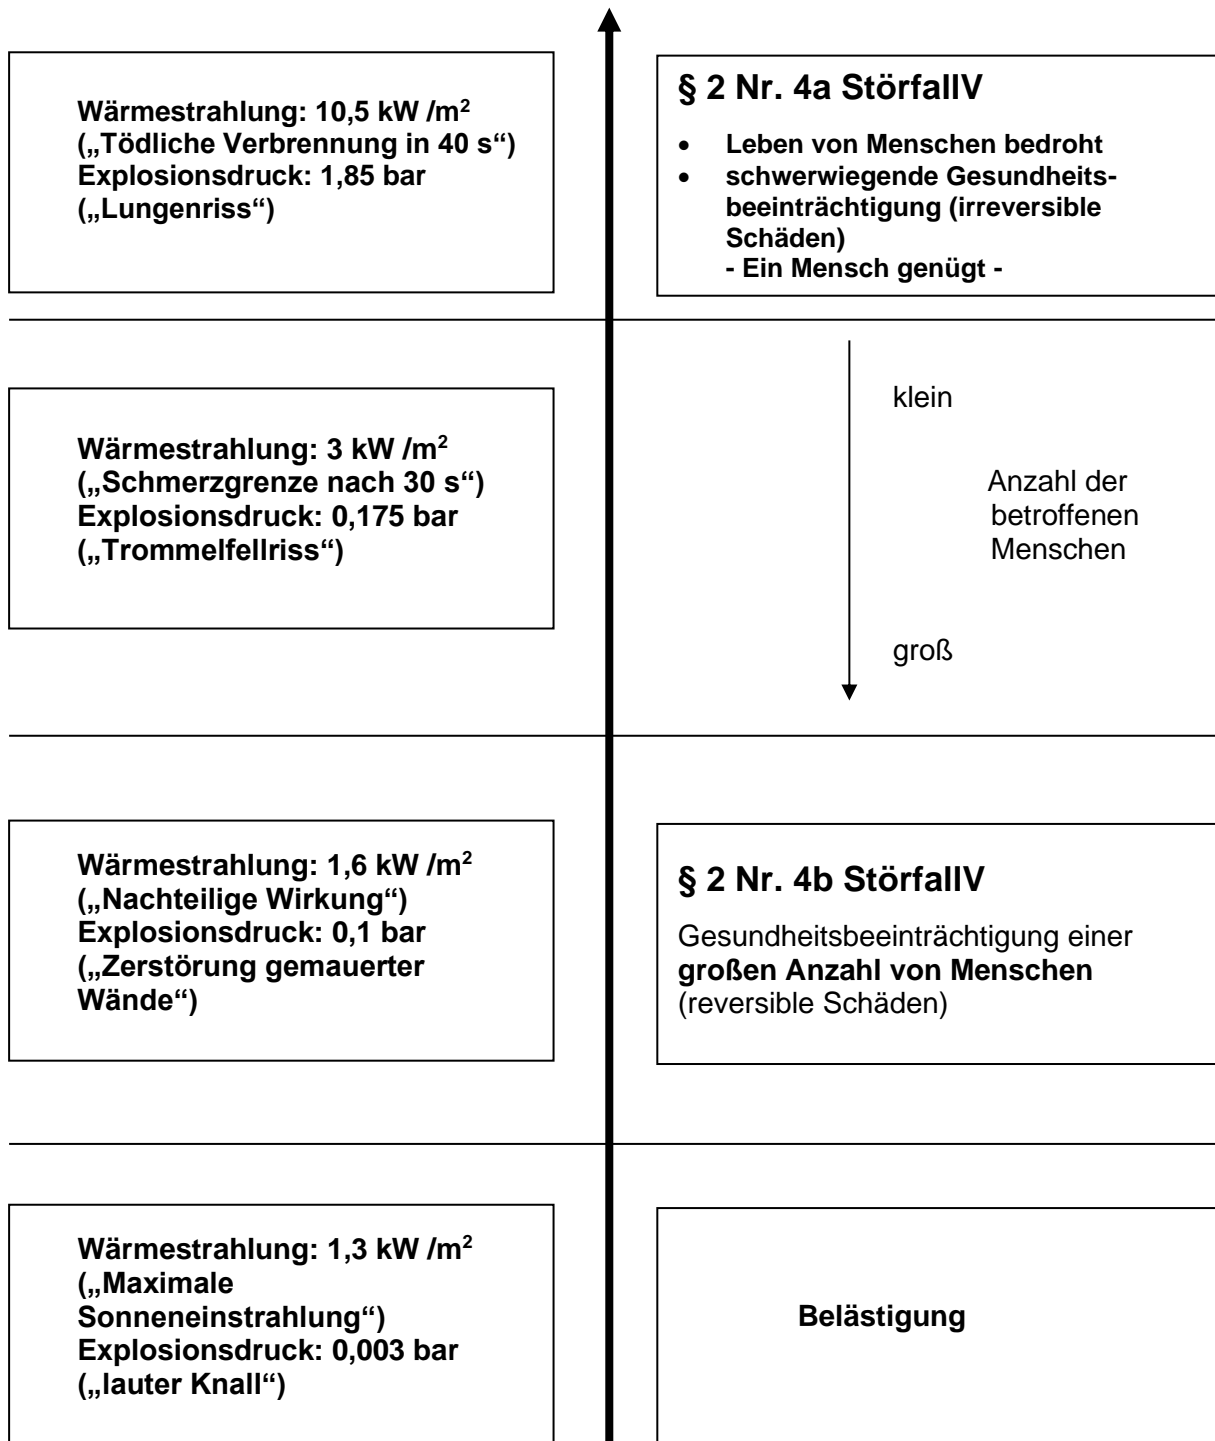 Wärmestrahlung: 10,5 kW /m²
(„Tödliche Verbrennung in 40 s“)
Explosionsdruck: 1,85 bar
(„Lungenriss“)
§ 2 Nr. 4a StörfallV
• Leben von Menschen bedroht
• schwerwiegende Gesundheits-
beeinträchtigung (irreversible
Schäden)
- Ein Mensch genügt -
Wärmestrahlung: 3 kW /m²
(„Schmerzgrenze nach 30 s“)
Explosionsdruck: 0,175 bar
(„Trommelfellriss“)
klein
Anzahl der
betroffenen
Menschen
groß
Wärmestrahlung: 1,6 kW /m²
(„Nachteilige Wirkung“)
Explosionsdruck: 0,1 bar
(„Zerstörung gemauerter
Wände“)
§ 2 Nr. 4b StörfallV
Gesundheitsbeeinträchtigung einer
großen Anzahl von Menschen
(reversible Schäden)
Wärmestrahlung: 1,3 kW /m²
(„Maximale
Sonneneinstrahlung“)
Explosionsdruck: 0,003 bar
(„lauter Knall“)
Belästigung